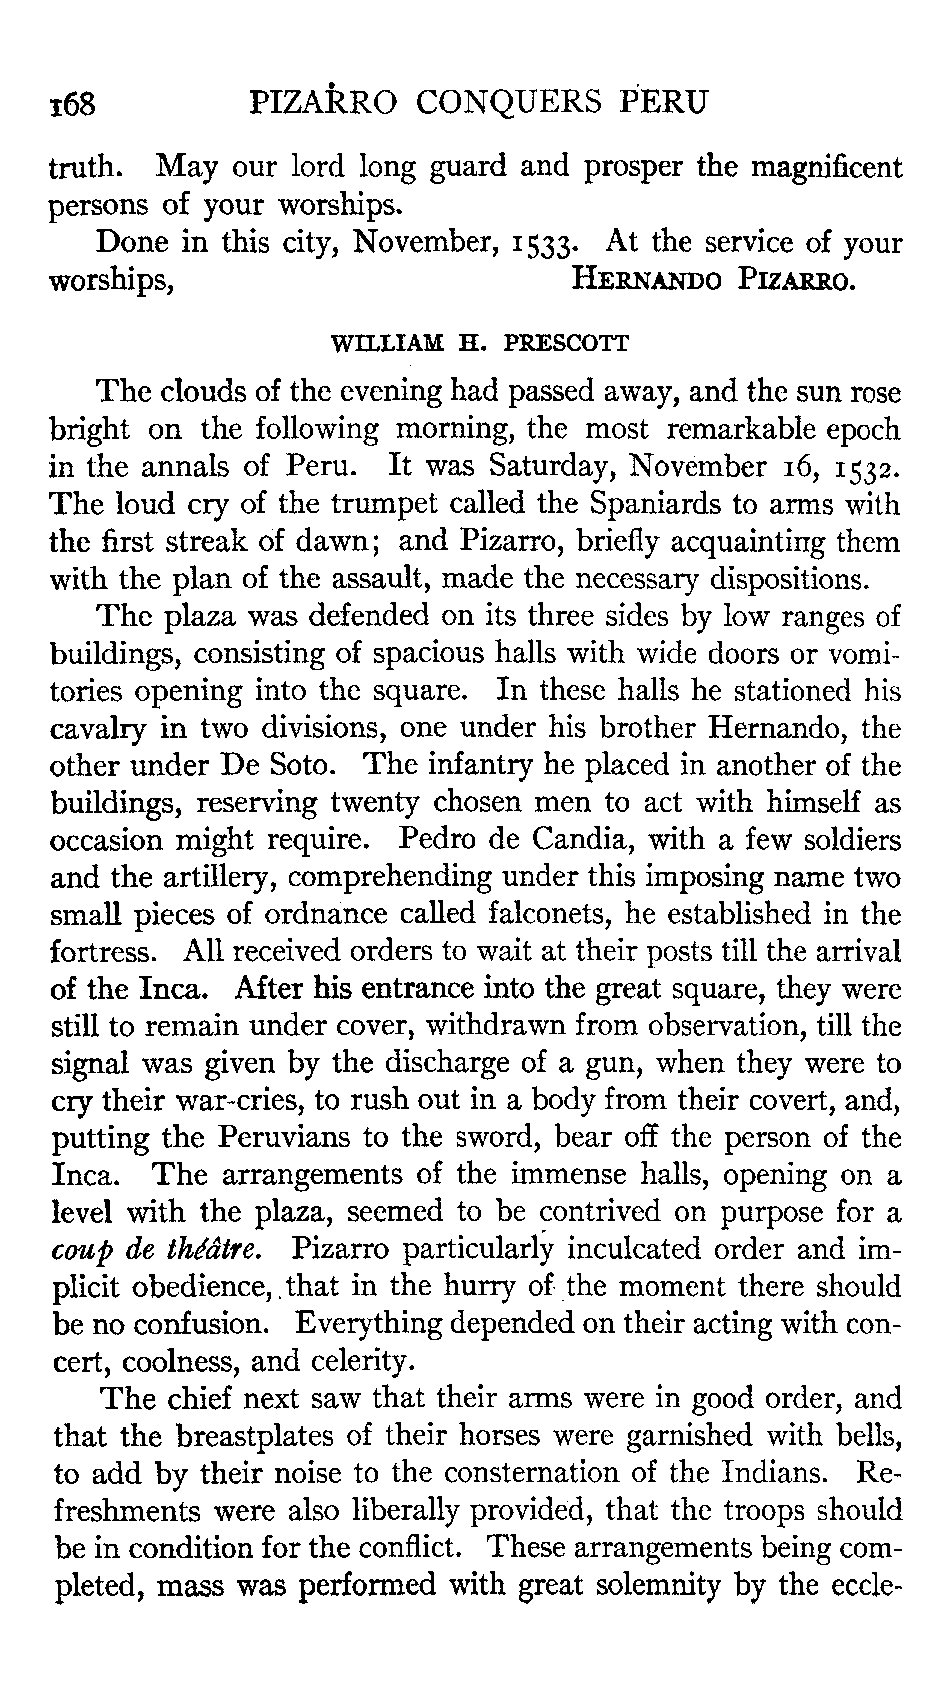 168 PIZARRO CONQUERS PERU
truth. May our lord long guard and prosper the magnificent
persons of your worships.
Done in this city, November, 1533. At the service of your
worships, HERNANDO PIZARRO.
WILLIAM H. PRESCOTT
The clouds of the evening had passed away, and the sun rose
bright on the following morning, the most remarkable epoch
in the annals of Peru. It was Saturday, November 16, 1532.
The loud cry of the trumpet called the Spaniards to arms with
the first streak of dawn; and Pizarro, briefly acquainting them
with the plan of the assault, made the necessary dispositions.
The plaza was defended on its three sides by low ranges of
buildings, consisting of spacious halls with wide doors or vomi-
tories opening into the square. In these halls he stationed his
cavalry in two divisions, one under his brother Hernando, the
other under De Soto. The infantry he placed in another of the
buildings, reserving twenty chosen men to act with himself as
occasion might require. Pedro de Candia, with a few soldiers
and the artillery, comprehending under this imposing name two
small pieces of ordnance called falconets, he established in the
fortress. All received orders to wait at their posts till the arrival
of the Inca. After his entrance into the great square, they were
still to remain under cover, withdrawn from observation, till the
signal was given by the discharge of a gun, when they were to
cry their war-cries, to rush out in a body from their covert, and,
putting the Peruvians to the sword, bear off the person of the
Inca. The arrangements of the immense halls, opening on a
level with the plaza, seemed to be contrived on purpose for a
coup de théâtre. Pizarro particularly inculcated order and im-
plicit obedience, that in the hurry of the moment there should
be no confusion. Everything depended on their acting with con-
cert, coolness, and celerity.
The chief next saw that their arms were in good order, and
that the breastplates of their horses were garnished with bells,
to add by their noise to the consternation of the Indians. Re-
freshments were also liberally provided, that the troops should
be in condition for the conflict. These arrangements being com-
pleted, mass was performed with great solemnity by the eccle-